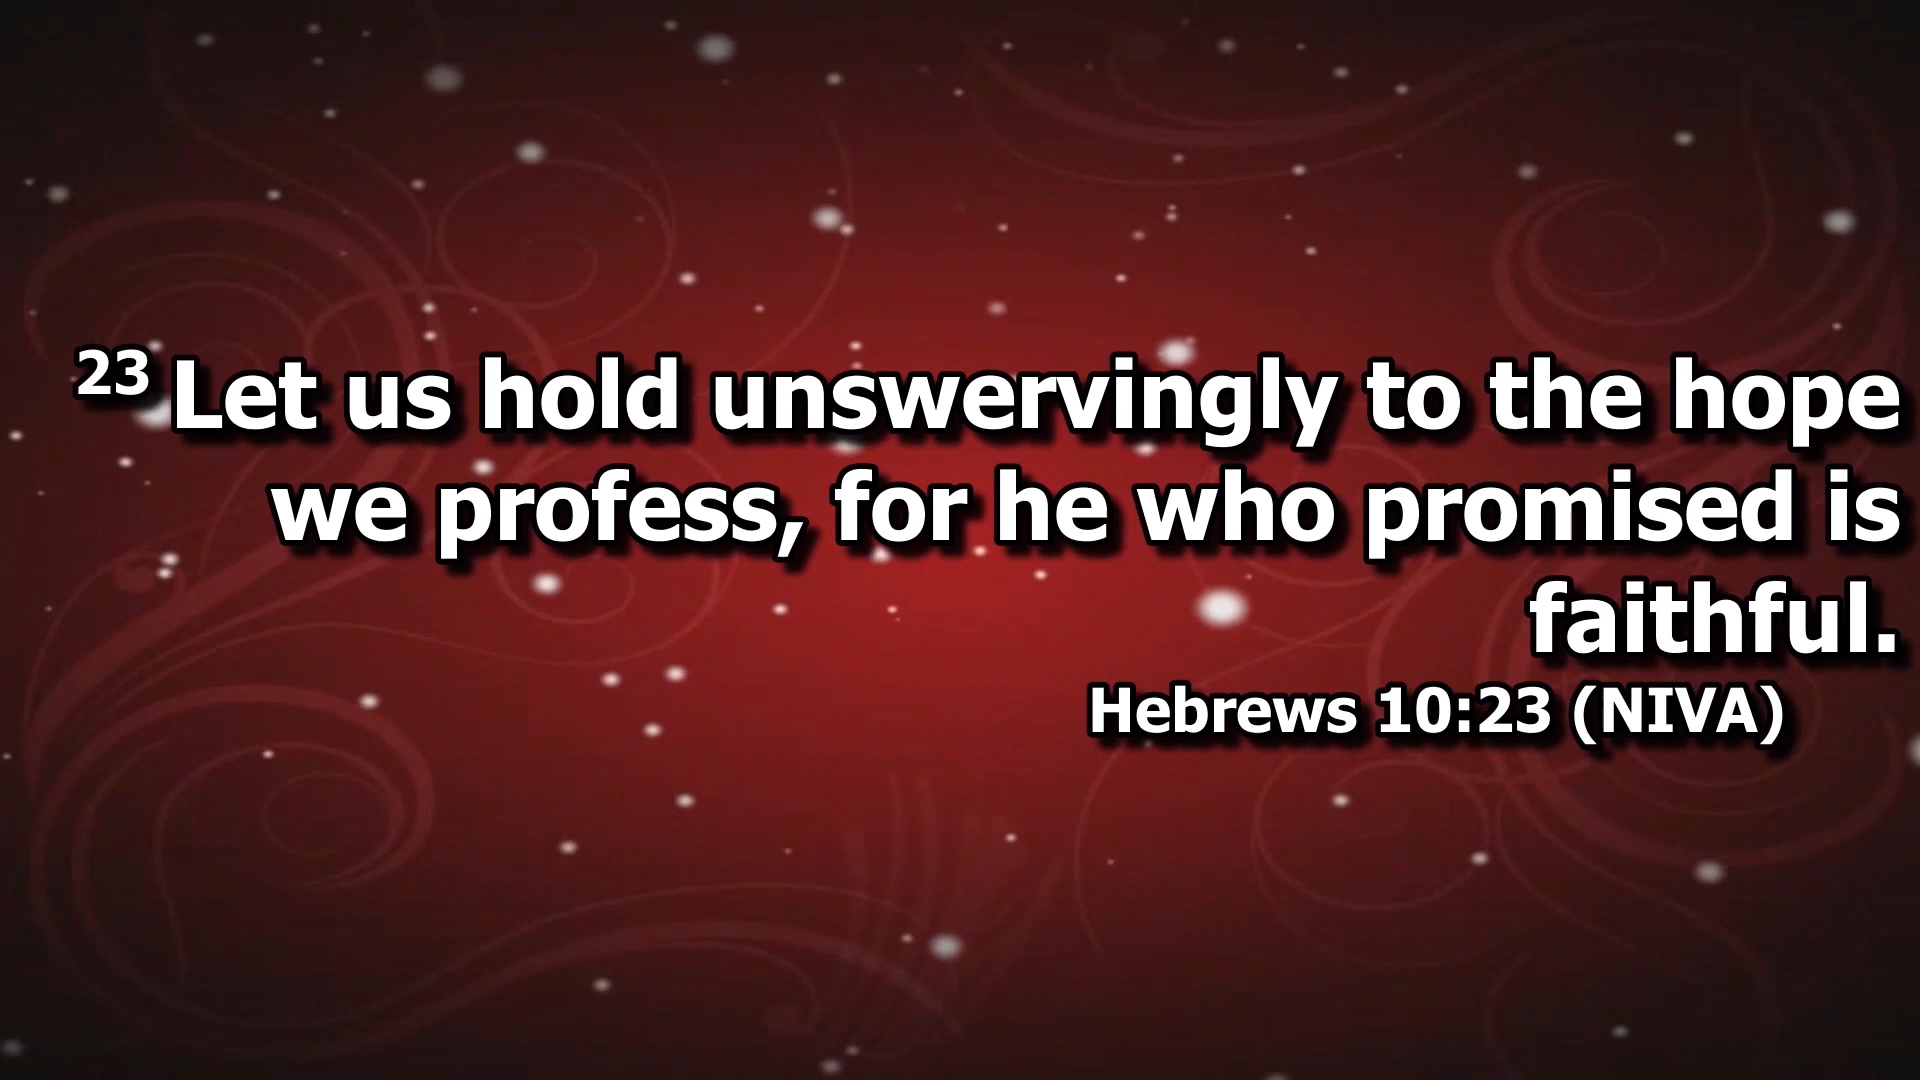 23 Let us hold unswervingly to the hope
we profess, for he who promised is
faithful.
Hebrews 10:23 (NIVA)